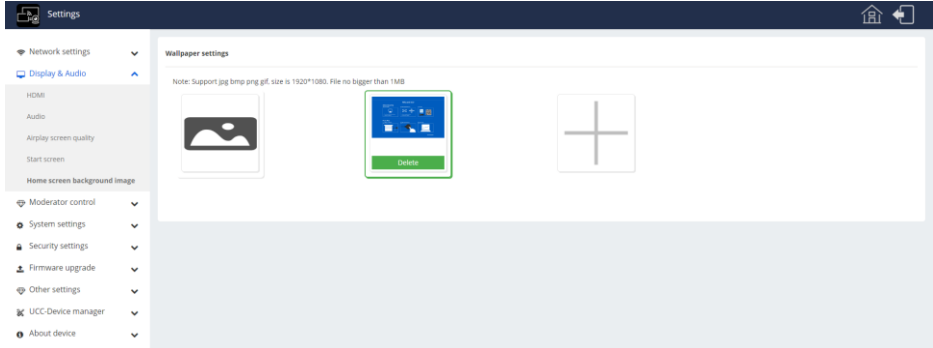 Settings
Network settings
Display & Audio
HDMI
Audio
Airplay screen quality
Start screen
Home screen background image
Moderator control
System settings
Security settings
Firmware upgrade
Other settings
UCC-Device manager
About device
Wallpaper settings
Note: Support jpg bmp png gif, size is 1920*1080. File no bigger than 1MB
Delete